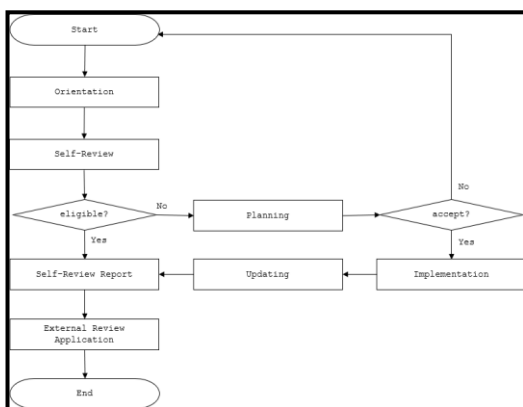 Start
Orientation
Self-Review
eligible?
No
Planning
accept?
No
Yes
Yes
Self-Review Report
Updating
Implementation
External Review
Application
End